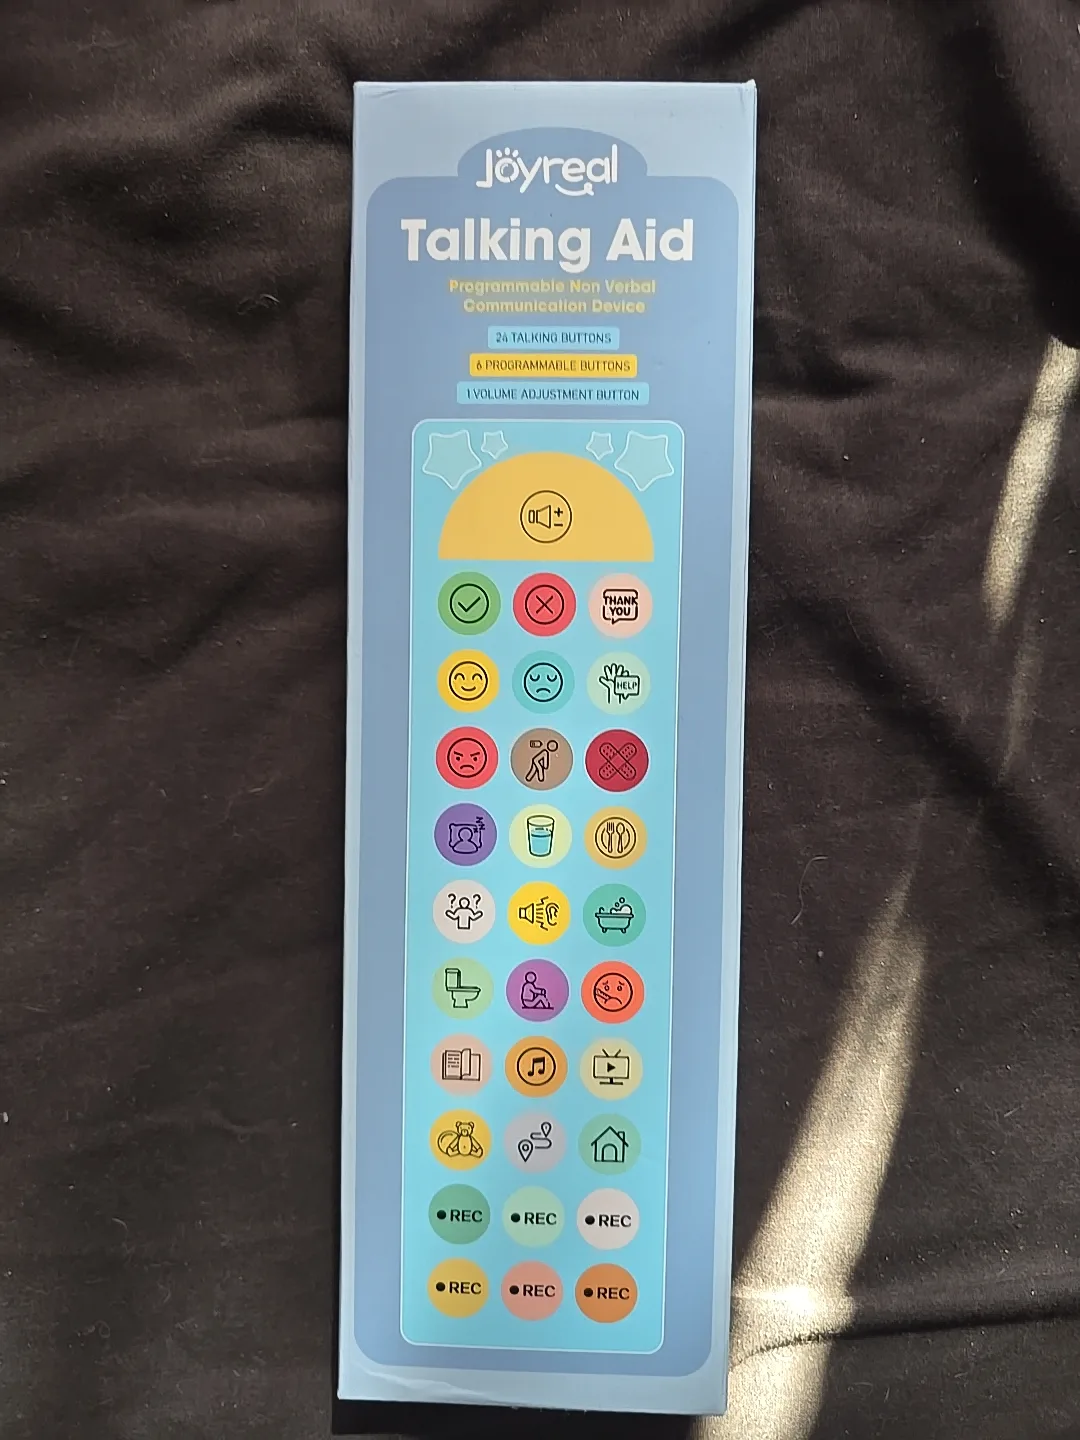 Joyreal
Talking Aid
Programmable Non Verbal
Communication Device
24 TALKING BUTTONS
6 PROGRAMMABLE BUTTONS
1 VOLUME ADJUSTMENT BUTTON
THANK
YOU
HELP
zzz
? ?
REC REC REC
REC REC REC